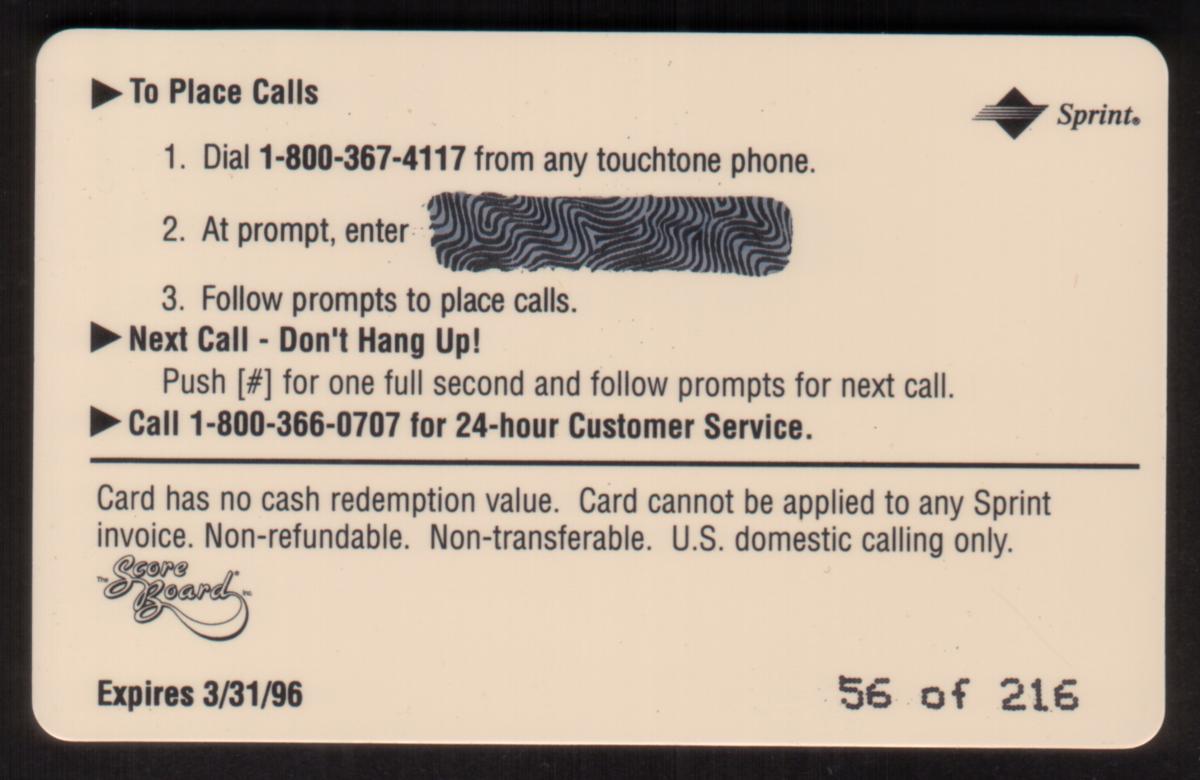 ▶ To Place Calls
Sprint®
1. Dial 1-800-367-4117 from any touchtone phone.
2. At prompt, enter
3. Follow prompts to place calls.
▶ Next Call - Don't Hang Up!
Push [#] for one full second and follow prompts for next call.
▶ Call 1-800-366-0707 for 24-hour Customer Service.
Card has no cash redemption value. Card cannot be applied to any Sprint
invoice. Non-refundable. Non-transferable. U.S. domestic calling only.
The Score Board® Inc.
Expires 3/31/96
56 of 216